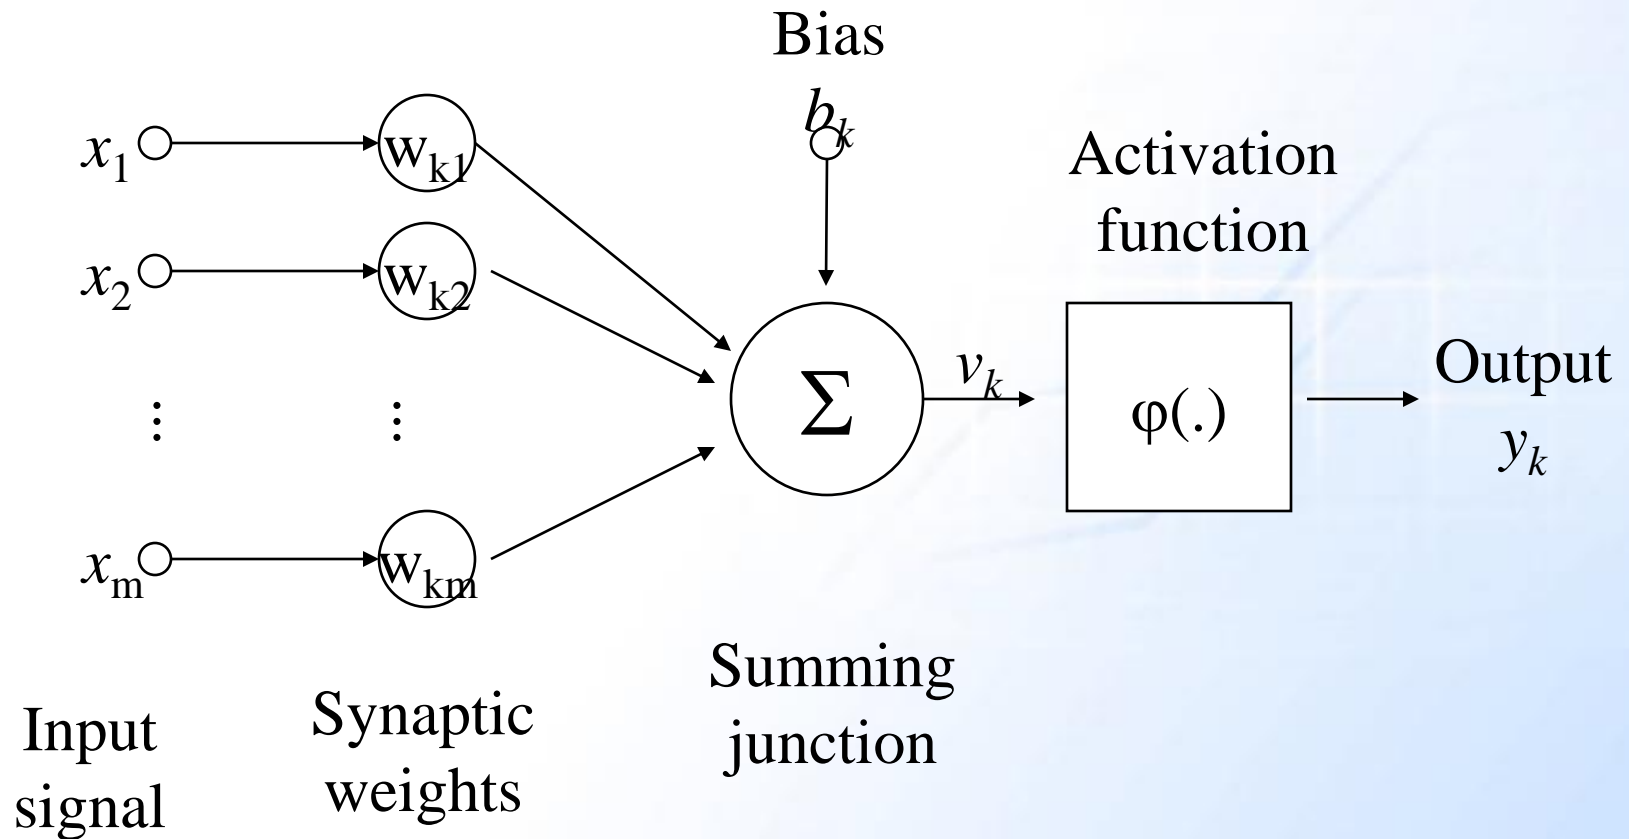 Bias
b_k
x_1
w_k1
Activation
function
x_2
w_k2
Σ
v_k
φ(.)
Output
y_k
⋮ ⋮
x_m
w_km
Summing
junction
Synaptic
weights
Input
signal